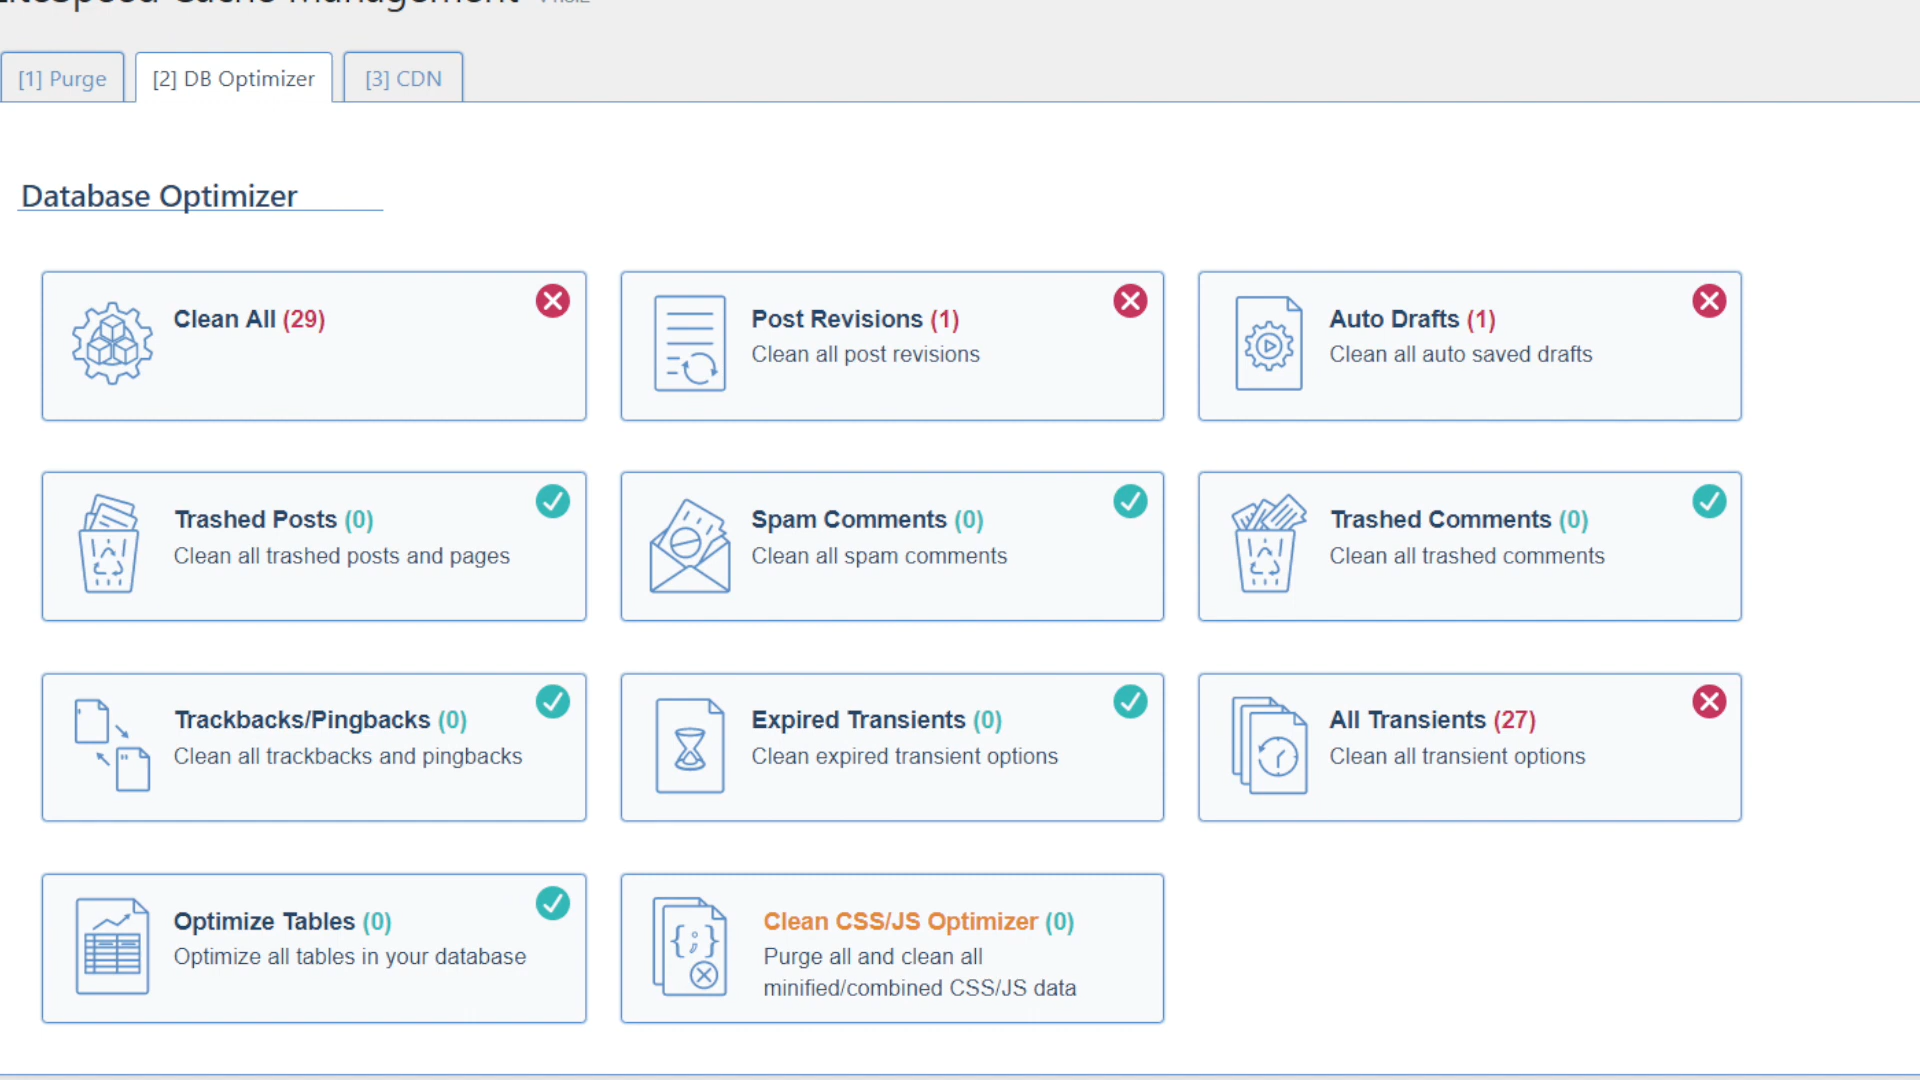 LiteSpeed Cache Management
[1] Purge
[2] DB Optimizer
[3] CDN
Database Optimizer
Clean All (29)
Post Revisions (1)
Clean all post revisions
Auto Drafts (1)
Clean all auto saved drafts
Trashed Posts (0)
Clean all trashed posts and pages
Spam Comments (0)
Clean all spam comments
Trashed Comments (0)
Clean all trashed comments
Trackbacks/Pingbacks (0)
Clean all trackbacks and pingbacks
Expired Transients (0)
Clean expired transient options
All Transients (27)
Clean all transient options
Optimize Tables (0)
Optimize all tables in your database
Clean CSS/JS Optimizer (0)
Purge all and clean all
minified/combined CSS/JS data